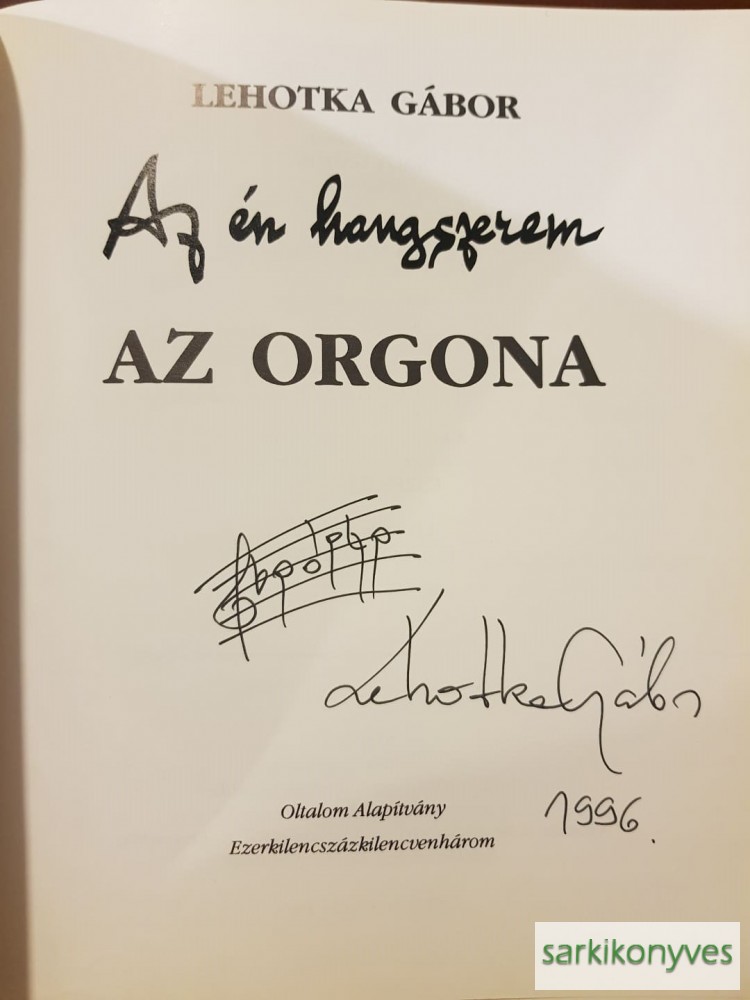 LEHOTKA GÁBOR
Az én hangszerem
AZ ORGONA
Lehotka Gábor
1996.
Oltalom Alapítvány
Ezerkilencszázkilencvenhárom
sarkikonyves